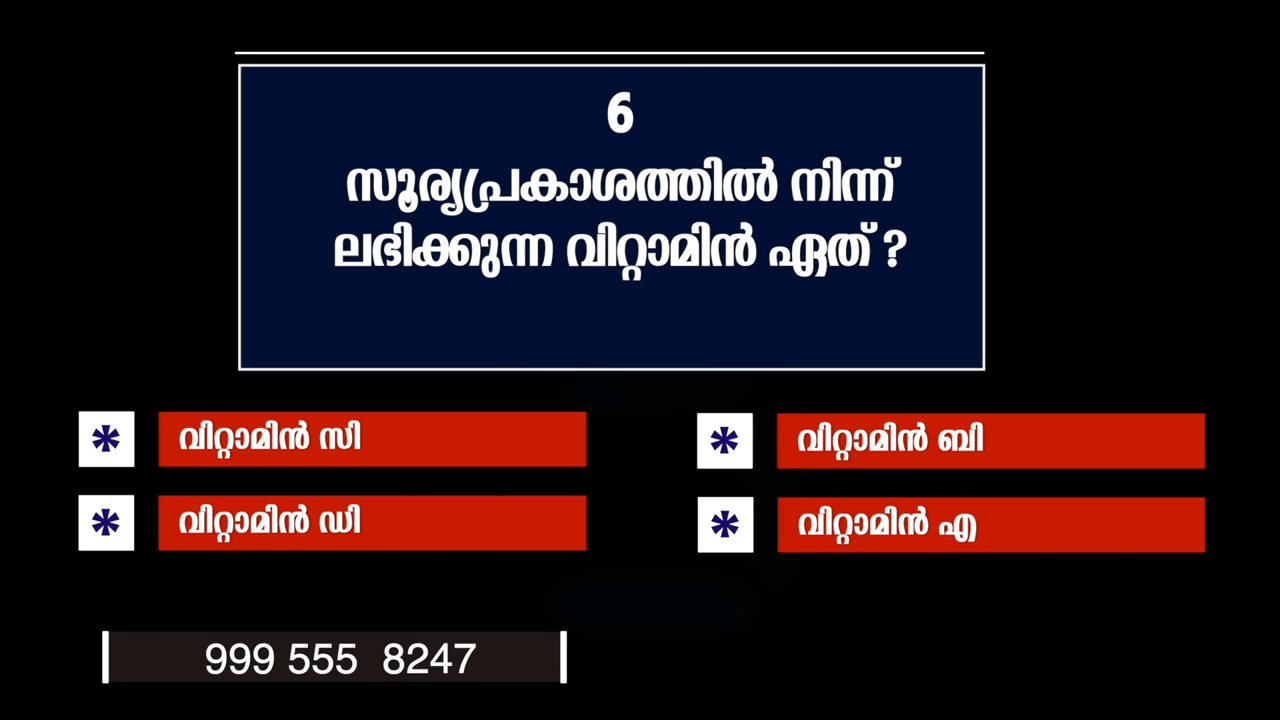 6
സൂര്യപ്രകാശത്തിൽ നിന്ന്
ലഭിക്കുന്ന വിറ്റാമിൻ ഏത് ?
* വിറ്റാമിൻ സി
* വിറ്റാമിൻ ബി
* വിറ്റാമിൻ ഡി
* വിറ്റാമിൻ എ
999 555 8247